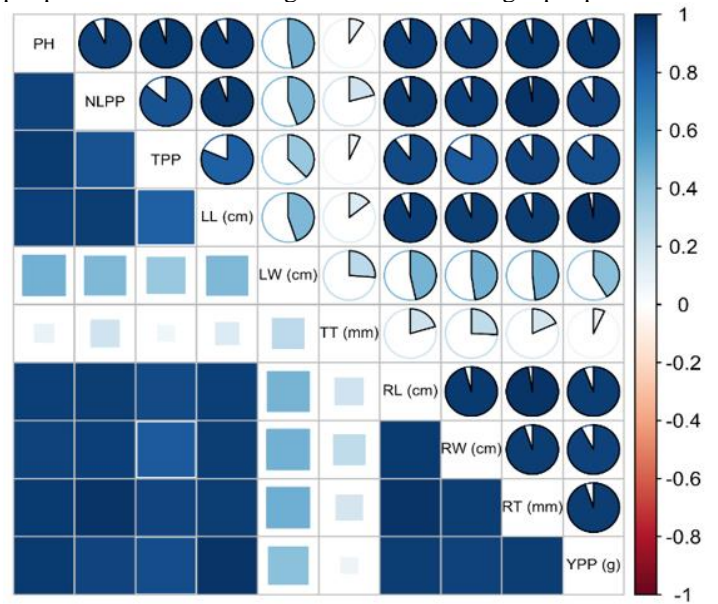 PH
NLPP
TPP
LL (cm)
LW (cm)
TT (mm)
RL (cm)
RW (cm)
RT (mm)
YPP (g)
1
0.8
0.6
0.4
0.2
0
-0.2
-0.4
-0.6
-0.8
-1